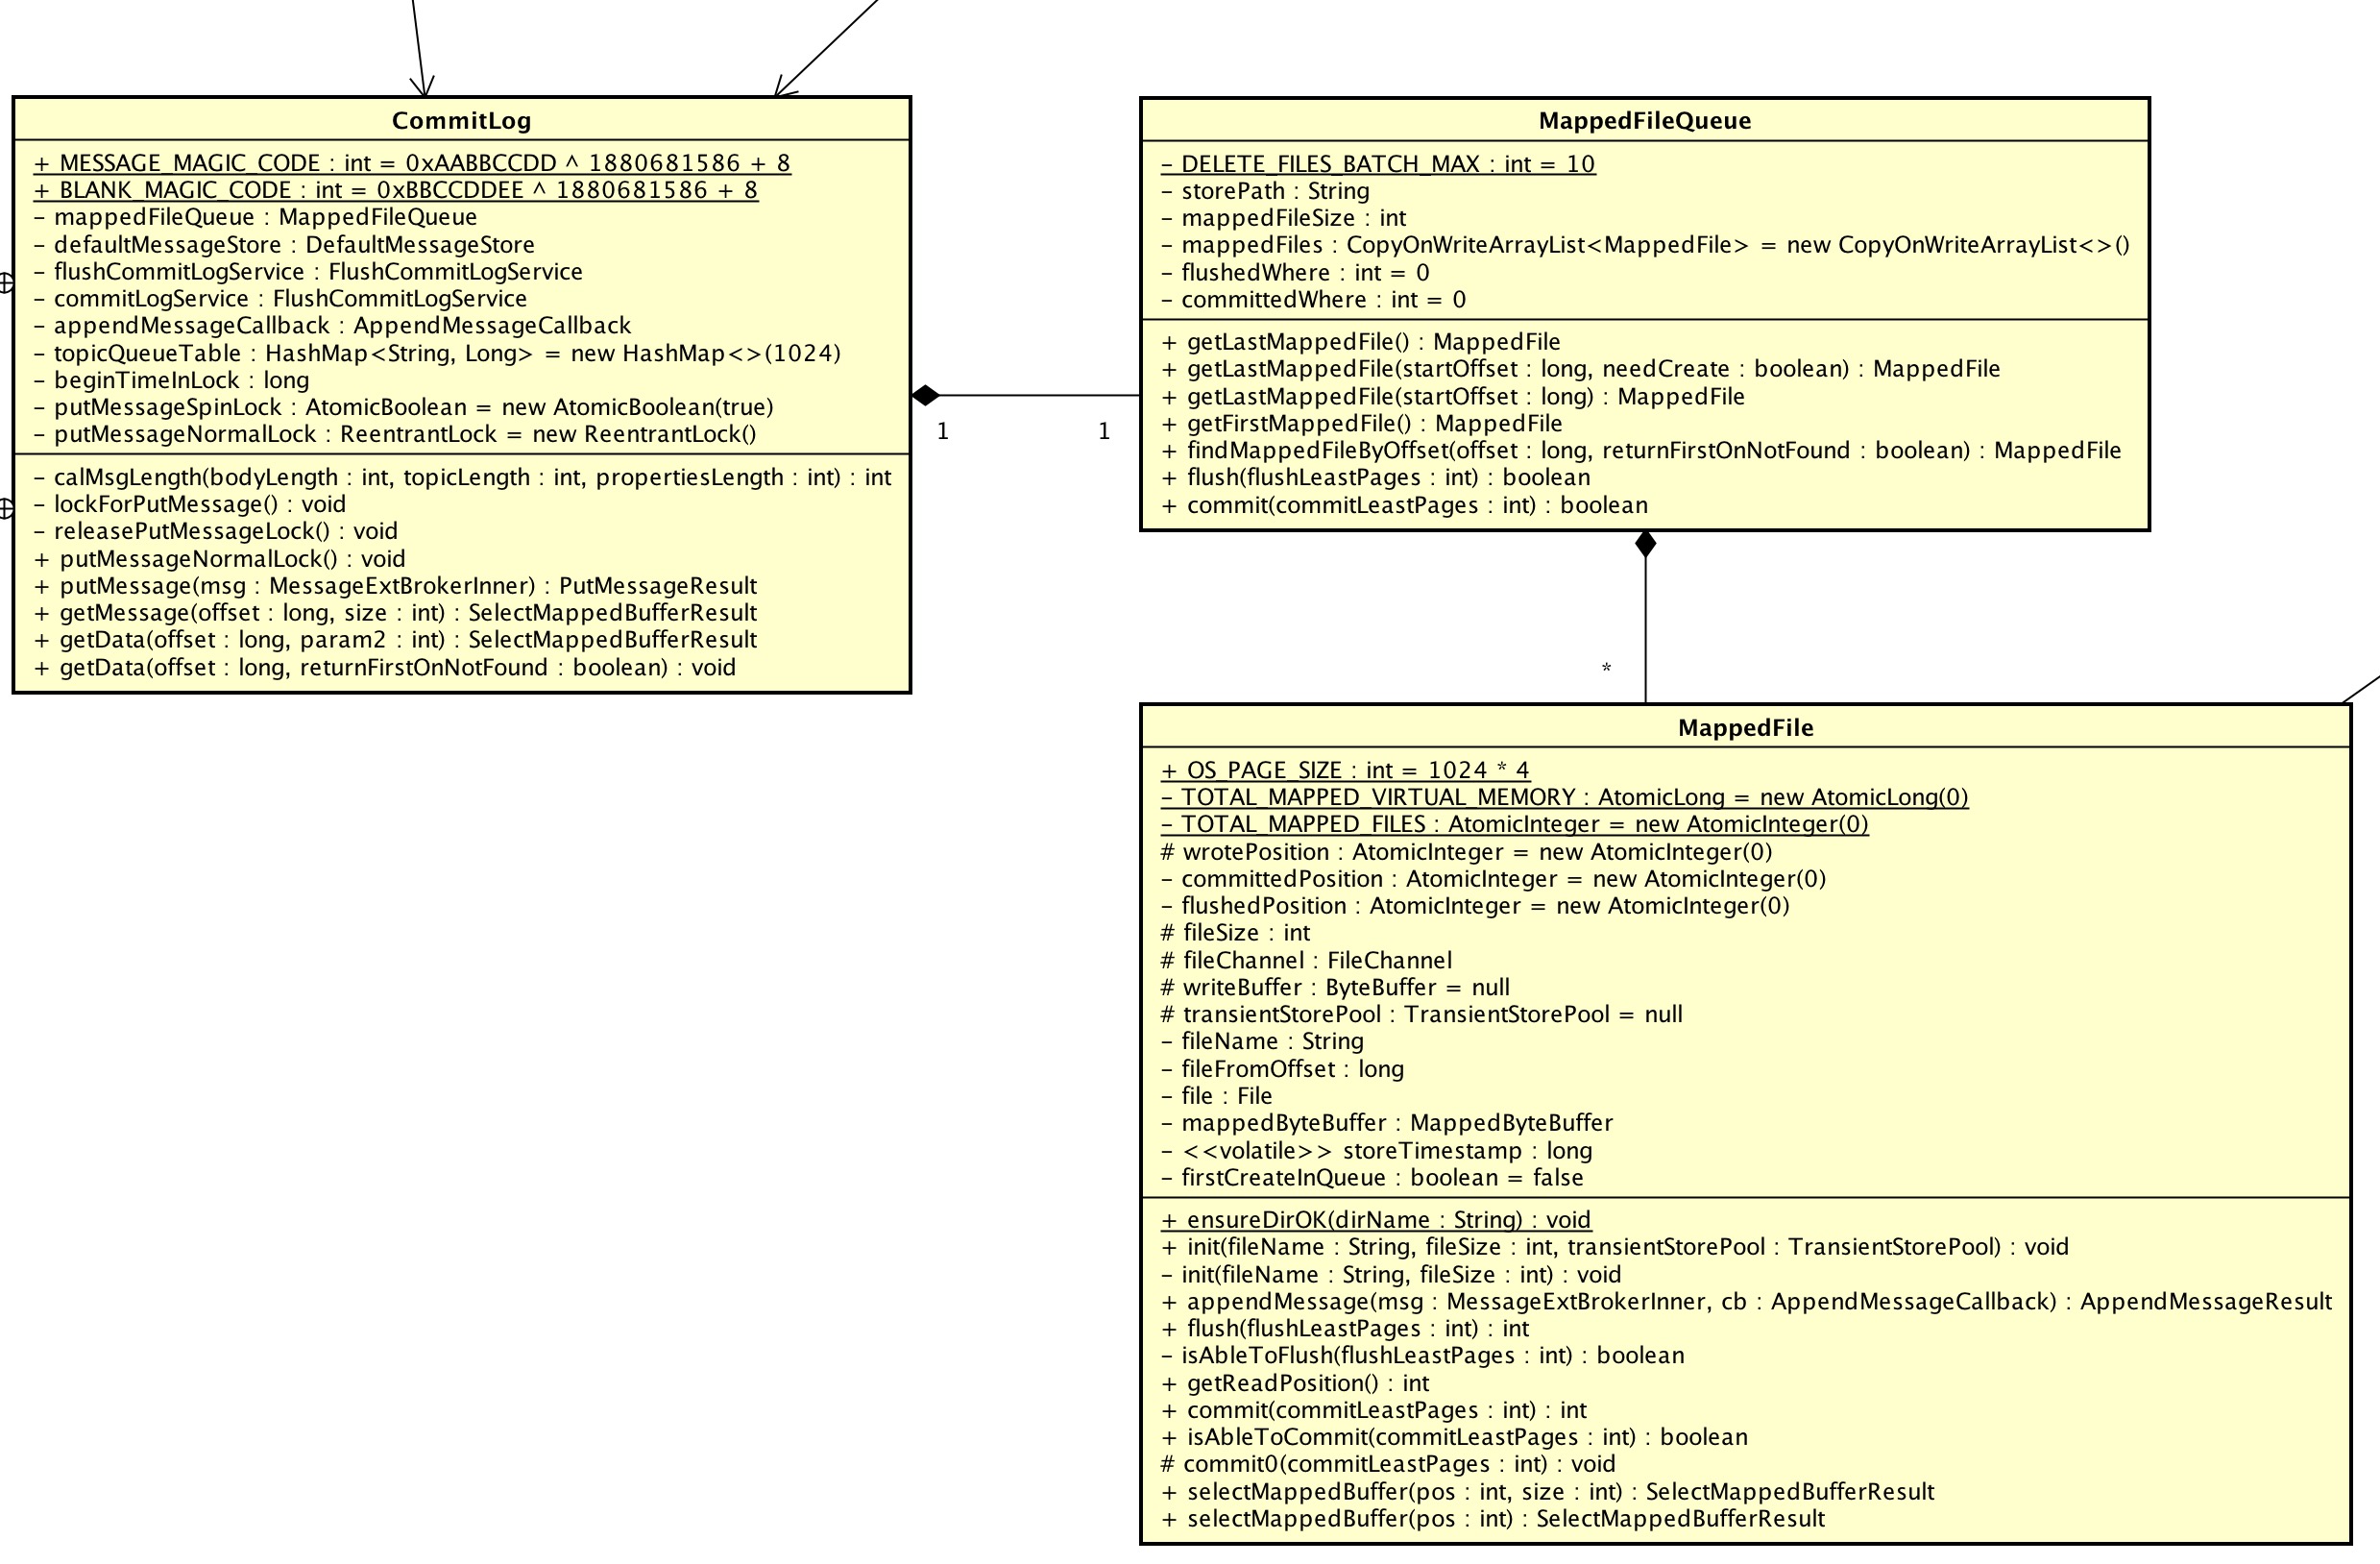 CommitLog
+ MESSAGE_MAGIC_CODE : int = 0xAABBCCDD ^ 1880681586 + 8
+ BLANK_MAGIC_CODE : int = 0xBBCCDDEE ^ 1880681586 + 8
- mappedFileQueue : MappedFileQueue
- defaultMessageStore : DefaultMessageStore
- flushCommitLogService : FlushCommitLogService
- commitLogService : FlushCommitLogService
- appendMessageCallback : AppendMessageCallback
- topicQueueTable : HashMap<String, Long> = new HashMap<>(1024)
- beginTimeInLock : long
- putMessageSpinLock : AtomicBoolean = new AtomicBoolean(true)
- putMessageNormalLock : ReentrantLock = new ReentrantLock()
- calMsgLength(bodyLength : int, topicLength : int, propertiesLength : int) : int
- lockForPutMessage() : void
- releasePutMessageLock() : void
+ putMessageNormalLock() : void
+ putMessage(msg : MessageExtBrokerInner) : PutMessageResult
+ getMessage(offset : long, size : int) : SelectMappedBufferResult
+ getData(offset : long, param2 : int) : SelectMappedBufferResult
+ getData(offset : long, returnFirstOnNotFound : boolean) : void
1
1
MappedFileQueue
- DELETE_FILES_BATCH_MAX : int = 10
- storePath : String
- mappedFileSize : int
- mappedFiles : CopyOnWriteArrayList<MappedFile> = new CopyOnWriteArrayList<>()
- flushedWhere : int = 0
- committedWhere : int = 0
+ getLastMappedFile() : MappedFile
+ getLastMappedFile(startOffset : long, needCreate : boolean) : MappedFile
+ getLastMappedFile(startOffset : long) : MappedFile
+ getFirstMappedFile() : MappedFile
+ findMappedFileByOffset(offset : long, returnFirstOnNotFound : boolean) : MappedFile
+ flush(flushLeastPages : int) : boolean
+ commit(commitLeastPages : int) : boolean
*
MappedFile
+ OS_PAGE_SIZE : int = 1024 * 4
- TOTAL_MAPPED_VIRTUAL_MEMORY : AtomicLong = new AtomicLong(0)
- TOTAL_MAPPED_FILES : AtomicInteger = new AtomicInteger(0)
# wrotePosition : AtomicInteger = new AtomicInteger(0)
- committedPosition : AtomicInteger = new AtomicInteger(0)
- flushedPosition : AtomicInteger = new AtomicInteger(0)
# fileSize : int
# fileChannel : FileChannel
# writeBuffer : ByteBuffer = null
# transientStorePool : TransientStorePool = null
- fileName : String
- fileFromOffset : long
- file : File
- mappedByteBuffer : MappedByteBuffer
- <<volatile>> storeTimestamp : long
- firstCreateInQueue : boolean = false
+ ensureDirOK(dirName : String) : void
+ init(fileName : String, fileSize : int, transientStorePool : TransientStorePool) : void
- init(fileName : String, fileSize : int) : void
+ appendMessage(msg : MessageExtBrokerInner, cb : AppendMessageCallback) : AppendMessageResult
+ flush(flushLeastPages : int) : int
- isAbleToFlush(flushLeastPages : int) : boolean
+ getReadPosition() : int
+ commit(commitLeastPages : int) : int
+ isAbleToCommit(commitLeastPages : int) : boolean
# commit0(commitLeastPages : int) : void
+ selectMappedBuffer(pos : int, size : int) : SelectMappedBufferResult
+ selectMappedBuffer(pos : int) : SelectMappedBufferResult